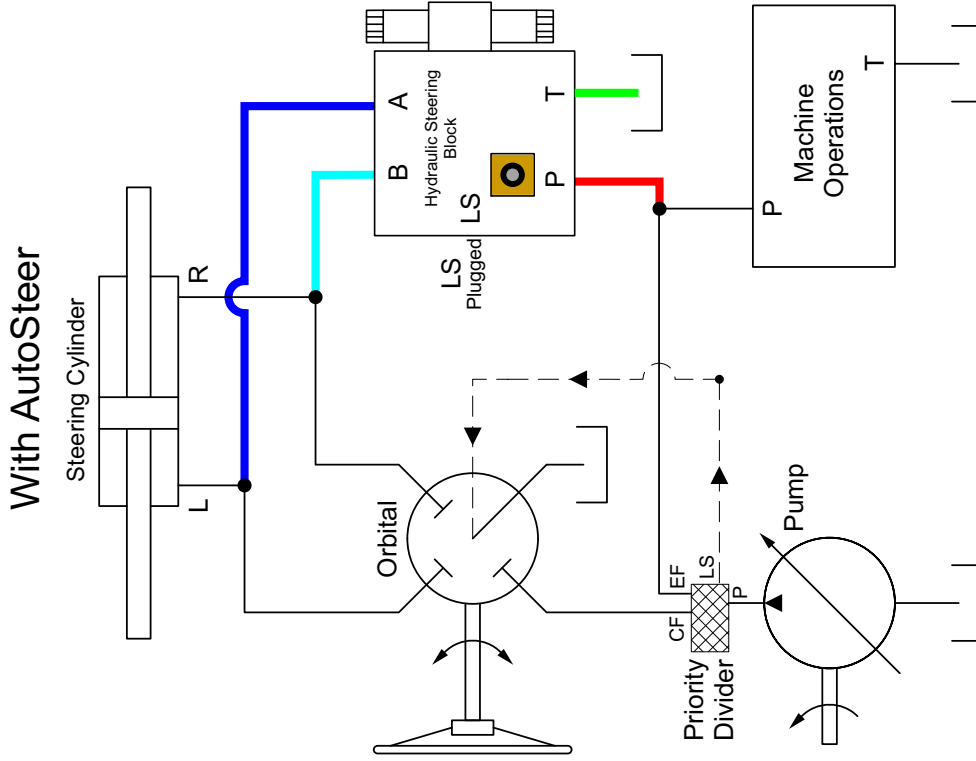 With AutoSteer
Steering Cylinder
L
R
A
B
Hydraulic Steering
Block
LS
T
P
LS
Plugged
Orbital
CF
EF
LS
P
Priority
Divider
Pump
P
T
Machine
Operations